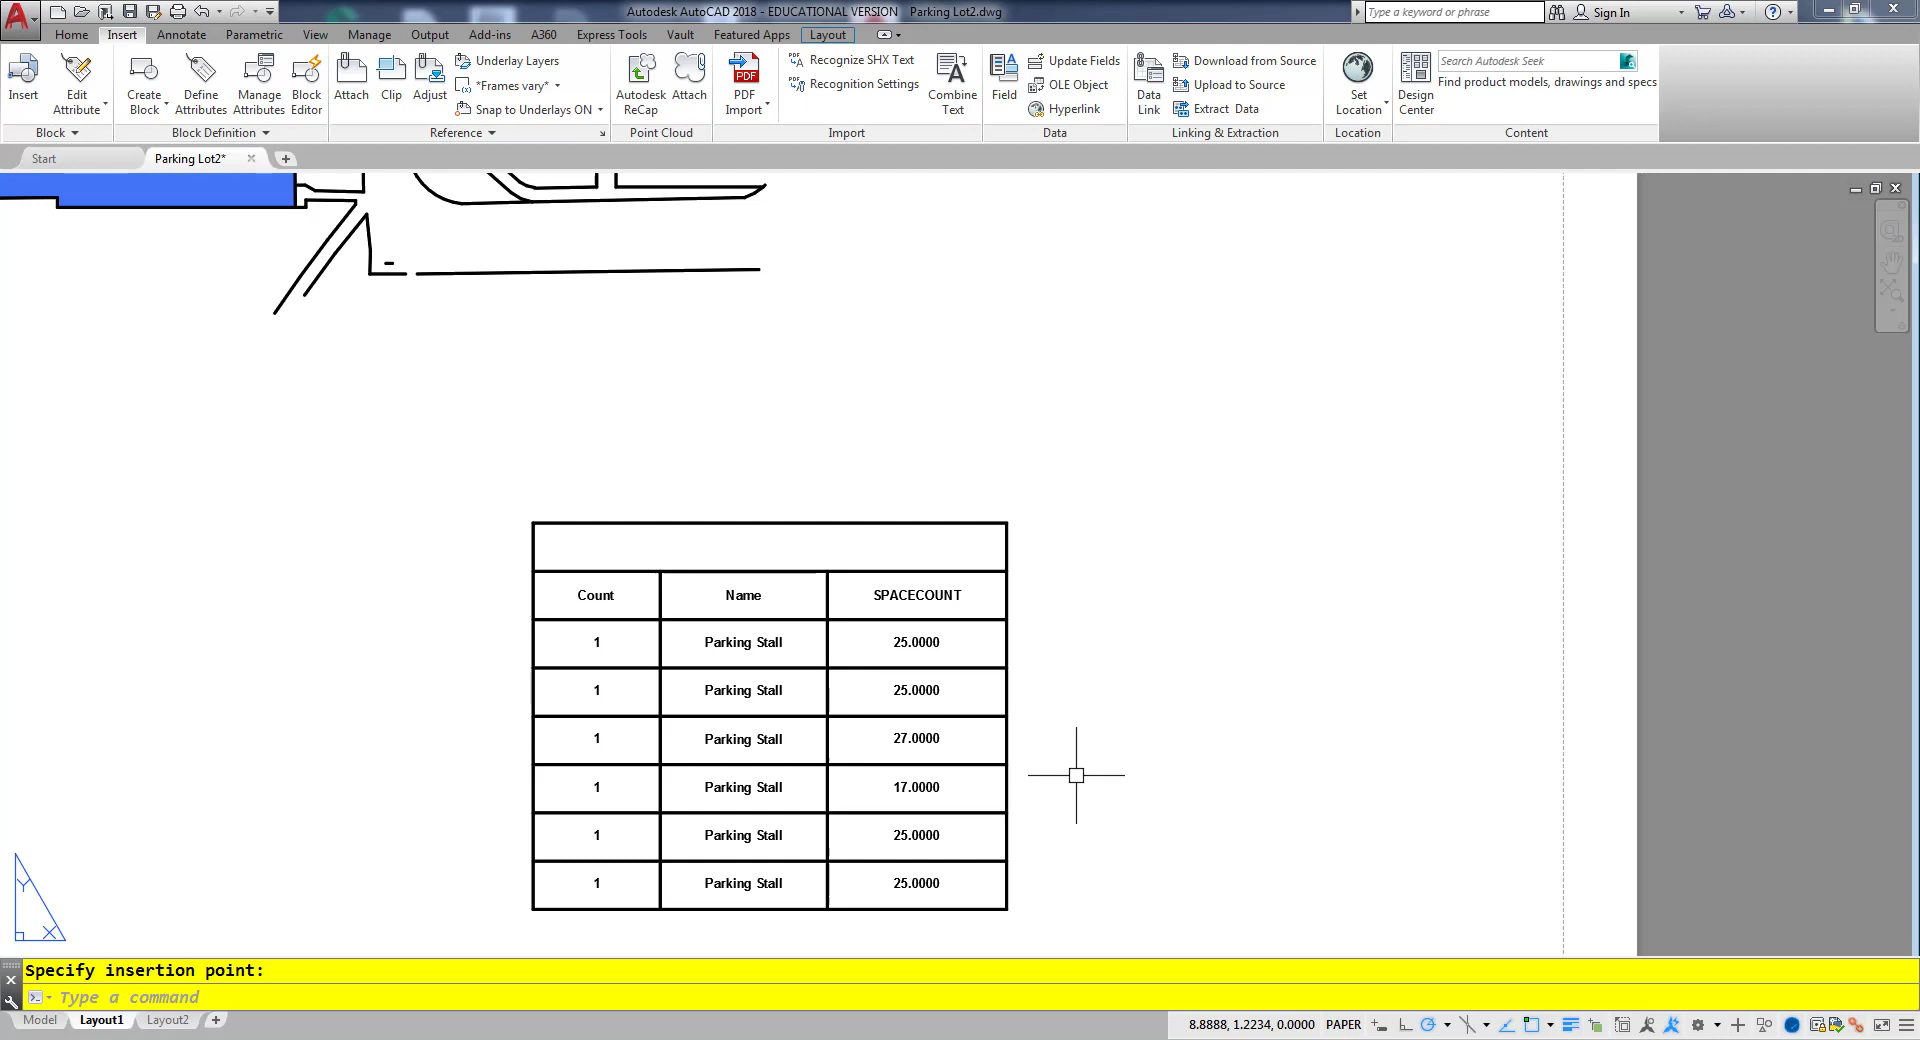 Autodesk AutoCAD 2018 - EDUCATIONAL VERSION Parking Lot2.dwg
Type a keyword or phrase
Sign In
Home Insert Annotate Parametric View Manage Output Add-ins A360 Express Tools Vault Featured Apps Layout
Insert
Edit Attribute
Create Block
Define Attributes
Manage Attributes
Block Editor
Attach
Clip
Adjust
Underlay Layers
*Frames vary*
Snap to Underlays ON
Autodesk ReCap
Attach
PDF
PDF Import
Recognize SHX Text
Recognition Settings
Combine Text
Field
Update Fields
OLE Object
Hyperlink
Data Link
Download from Source
Upload to Source
Extract Data
Set Location
Design Center
Search Autodesk Seek
Find product models, drawings and specs
Block Block Definition Reference Point Cloud Import Data Linking & Extraction Location Content
Start Parking Lot2*
Count Name SPACECOUNT
1 Parking Stall 25.0000
1 Parking Stall 25.0000
1 Parking Stall 27.0000
1 Parking Stall 17.0000
1 Parking Stall 25.0000
1 Parking Stall 25.0000
Y
X
Specify insertion point:
Type a command
Model Layout1 Layout2
8.8888, 1.2234, 0.0000 PAPER